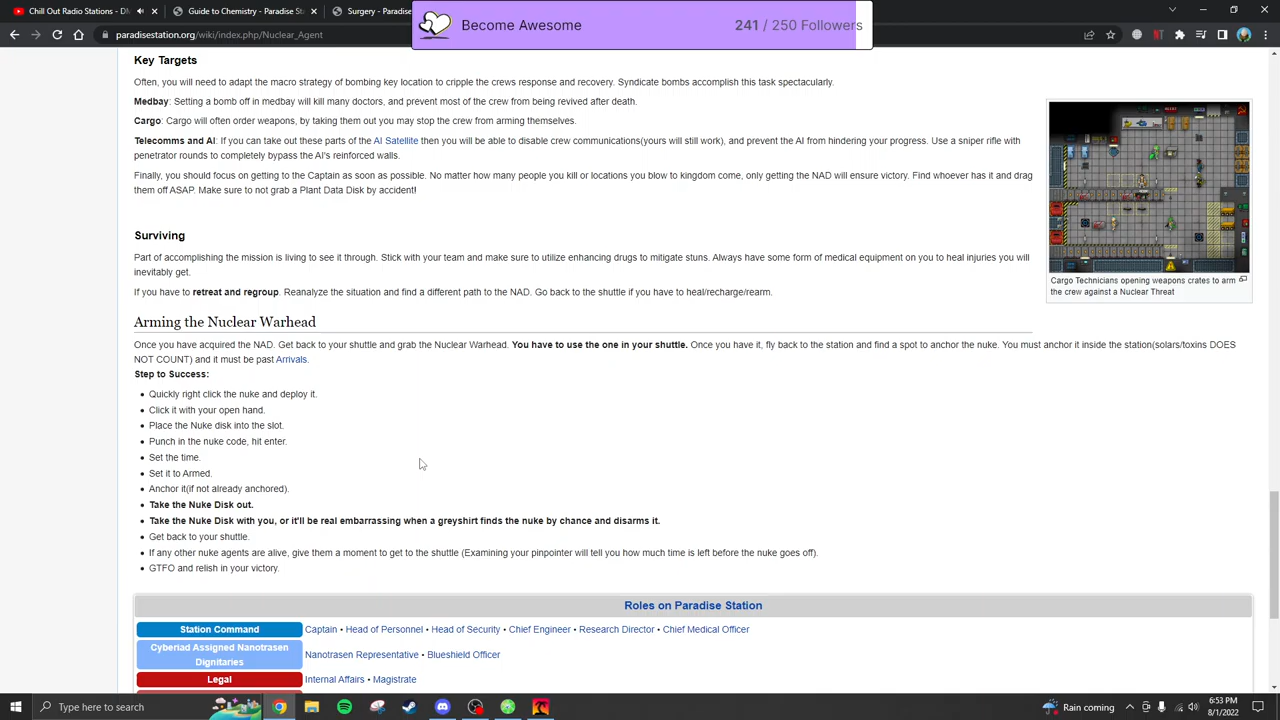 Chill Out Radio Stations - Di
Guide to Chemistry - Paradise S
Surgery - Parad
Become Awesome
241 / 250 Followers
paradisestation.org/wiki/index.php/Nuclear_Agent
Key Targets
Often, you will need to adapt the macro strategy of bombing key location to cripple the crews response and recovery. Syndicate bombs accomplish this task spectacularly.
Medbay: Setting a bomb off in medbay will kill many doctors, and prevent most of the crew from being revived after death.
Cargo: Cargo will often order weapons, by taking them out you may stop the crew from arming themselves.
Telecomms and AI: If you can take out these parts of the AI Satellite then you will be able to disable crew communications(yours will still work), and prevent the AI from hindering your progress. Use a sniper rifle with
penetrator rounds to completely bypass the AI's reinforced walls.
Finally, you should focus on getting to the Captain as soon as possible. No matter how many people you kill or locations you blow to kingdom come, only getting the NAD will ensure victory. Find whoever has it and drag
them off ASAP. Make sure to not grab a Plant Data Disk by accident!
Cargo Technicians opening weapons crates to arm
the crew against a Nuclear Threat
Surviving
Part of accomplishing the mission is living to see it through. Stick with your team and make sure to utilize enhancing drugs to mitigate stuns. Always have some form of medical equipment on you to heal injuries you will
inevitably get.
If you have to retreat and regroup. Reanalyze the situation and find a different path to the NAD. Go back to the shuttle if you have to heal/recharge/rearm.
Arming the Nuclear Warhead
Once you have acquired the NAD. Get back to your shuttle and grab the Nuclear Warhead. You have to use the one in your shuttle. Once you have it, fly back to the station and find a spot to anchor the nuke. You must anchor it inside the station(solars/toxins DOES
NOT COUNT) and it must be past Arrivals.
Step to Success:
• Quickly right click the nuke and deploy it.
• Click it with your open hand.
• Place the Nuke disk into the slot.
• Punch in the nuke code, hit enter.
• Set the time.
• Set it to Armed.
• Anchor it(if not already anchored).
• Take the Nuke Disk out.
• Take the Nuke Disk with you, or it'll be real embarrassing when a greyshirt finds the nuke by chance and disarms it.
• Get back to your shuttle.
• If any other nuke agents are alive, give them a moment to get to the shuttle (Examining your pinpointer will tell you how much time is left before the nuke goes off).
• GTFO and relish in your victory.
Roles on Paradise Station
Station Command
Captain • Head of Personnel • Head of Security • Chief Engineer • Research Director • Chief Medical Officer
Cyberiad Assigned Nanotrasen
Dignitaries
Nanotrasen Representative • Blueshield Officer
Legal
Internal Affairs • Magistrate
Type here to search
Rain coming
6:53 PM
8/1/2022